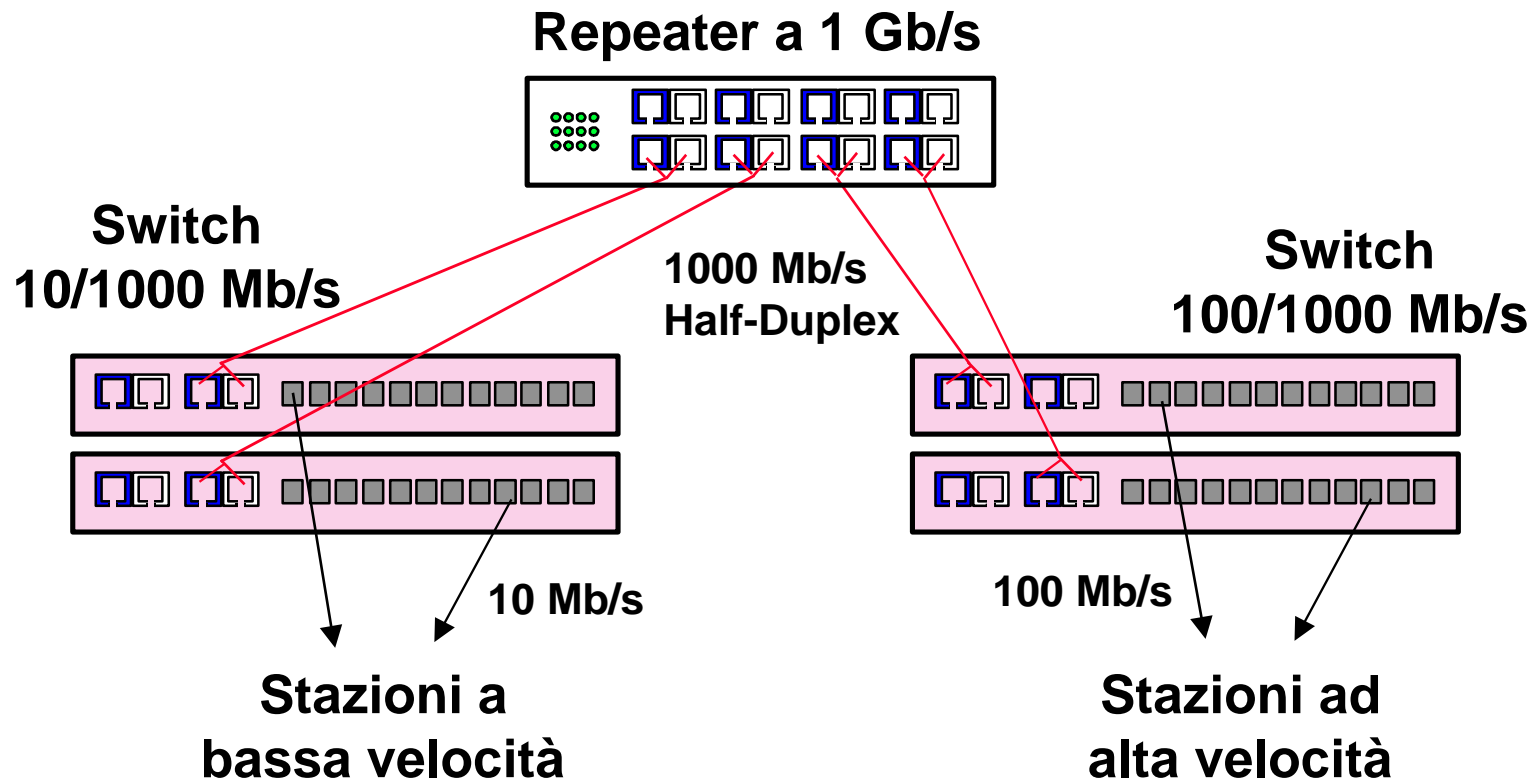 Repeater a 1 Gb/s
Switch
10/1000 Mb/s
1000 Mb/s
Half-Duplex
Switch
100/1000 Mb/s
10 Mb/s
100 Mb/s
Stazioni a
bassa velocità
Stazioni ad
alta velocità